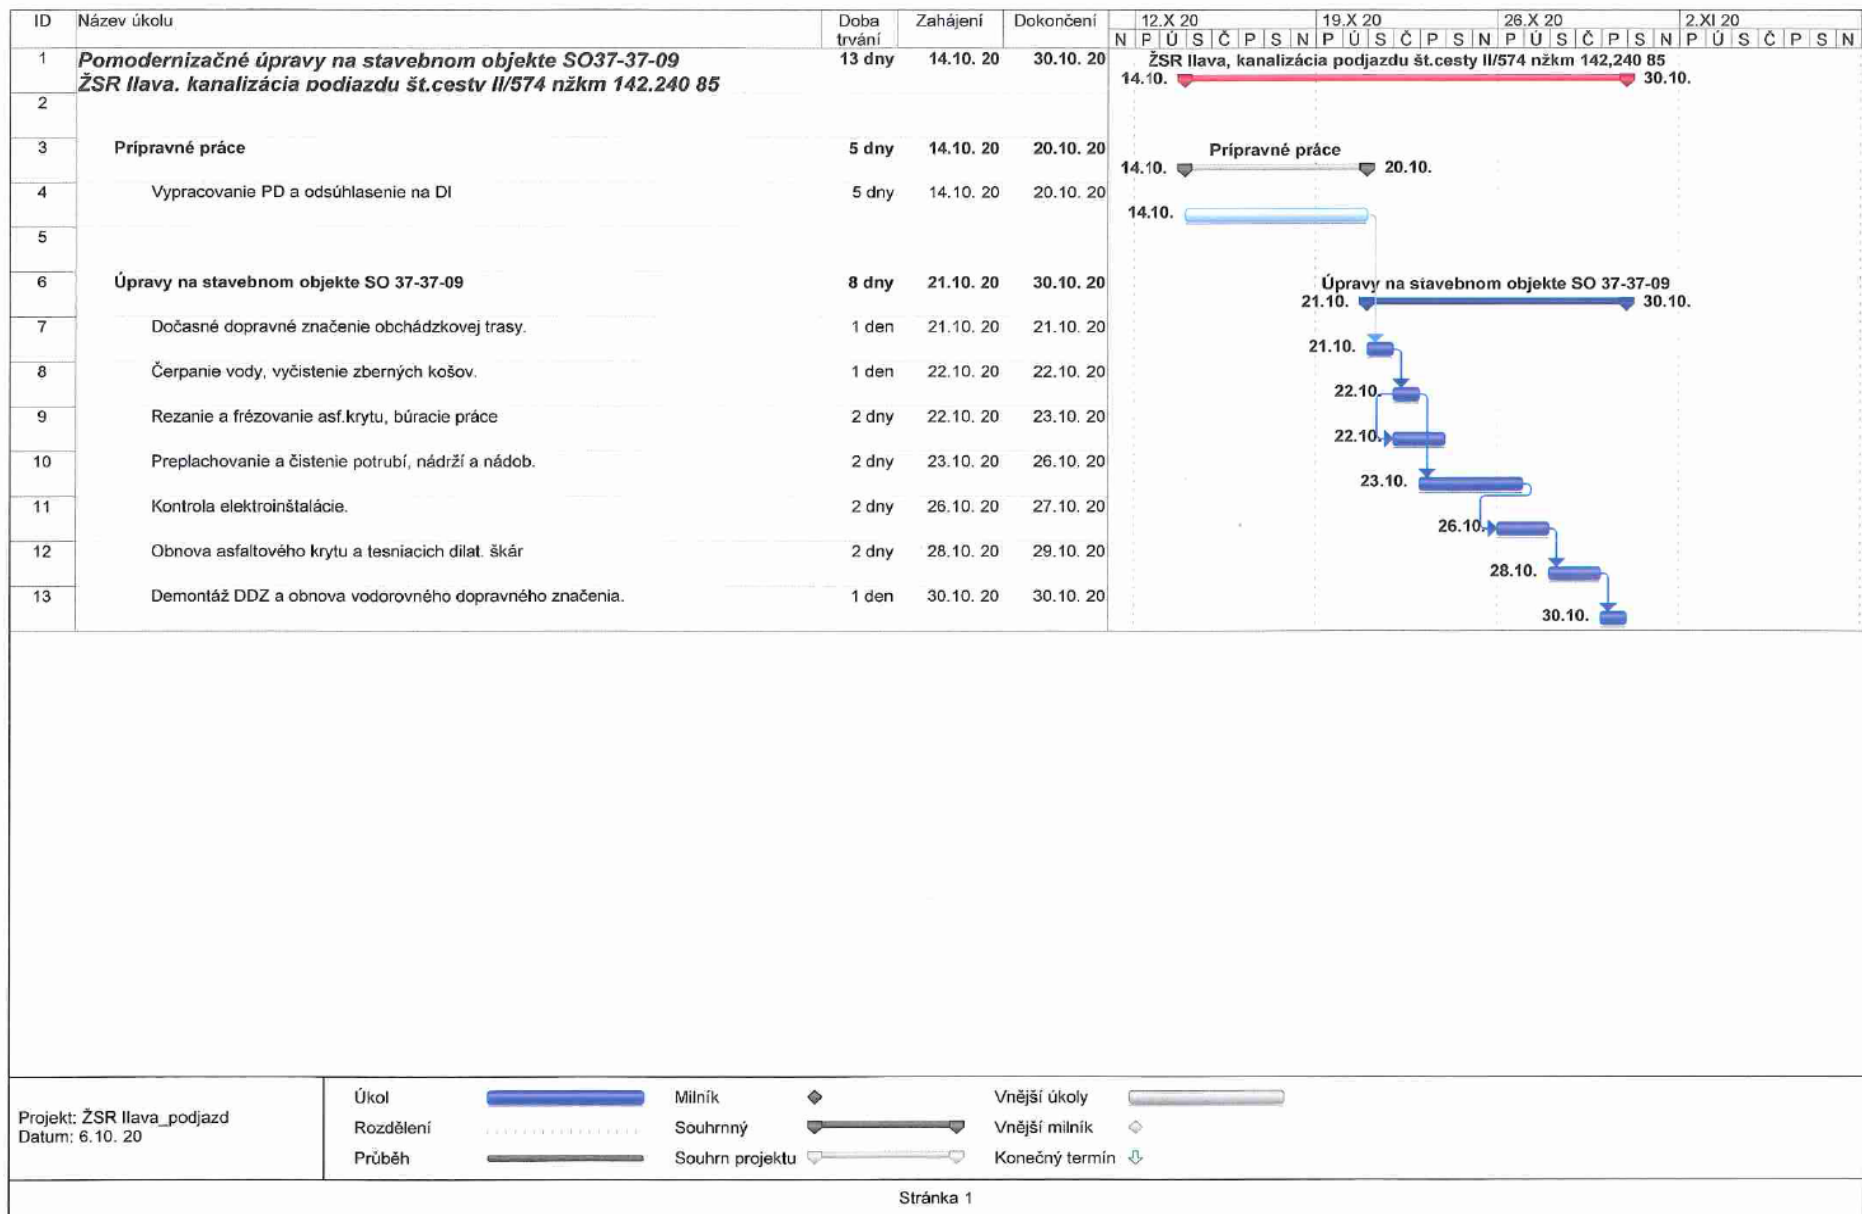 ID Název úkolu Doba trvání Zahájení Dokončení 12.X 20 19.X 20 26.X 20 2.XI 20
N P Ú S Č P S N P Ú S Č P S N P Ú S Č P S N P Ú S Č P S N
1 Pomodernizačné úpravy na stavebnom objekte SO37-37-09 13 dny 14.10. 20 30.10. 20 ŽSR Ilava, kanalizácia podjazdu št.cesty II/574 nžkm 142,240 85
ŽSR Ilava. kanalizácia podjazdu št.cesty II/574 nžkm 142.240 85 14.10. 30.10.
2
3 Prípravné práce 5 dny 14.10. 20 20.10. 20 Prípravné práce
14.10. 20.10.
4 Vypracovanie PD a odsúhlasenie na DI 5 dny 14.10. 20 20.10. 20
14.10.
5
6 Úpravy na stavebnom objekte SO 37-37-09 8 dny 21.10. 20 30.10. 20 Úpravy na stavebnom objekte SO 37-37-09
21.10. 30.10.
7 Dočasné dopravné značenie obchádzkovej trasy. 1 den 21.10. 20 21.10. 20
21.10.
8 Čerpanie vody, vyčistenie zberných košov. 1 den 22.10. 20 22.10. 20
22.10.
9 Rezanie a frézovanie asf.krytu, búracie práce 2 dny 22.10. 20 23.10. 20
22.10.
10 Preplachovanie a čistenie potrubí, nádrží a nádob. 2 dny 23.10. 20 26.10. 20
23.10.
11 Kontrola elektroinštalácie. 2 dny 26.10. 20 27.10. 20
26.10.
12 Obnova asfaltového krytu a tesniacich dilat. škár 2 dny 28.10. 20 29.10. 20
28.10.
13 Demontáž DDZ a obnova vodorovného dopravného značenia. 1 den 30.10. 20 30.10. 20
30.10.
Projekt: ŽSR Ilava_podjazd
Datum: 6.10. 20
Úkol Milník Vnější úkoly
Rozdělení Souhrnný Vnější milník
Průběh Souhrn projektu Konečný termín
Stránka 1